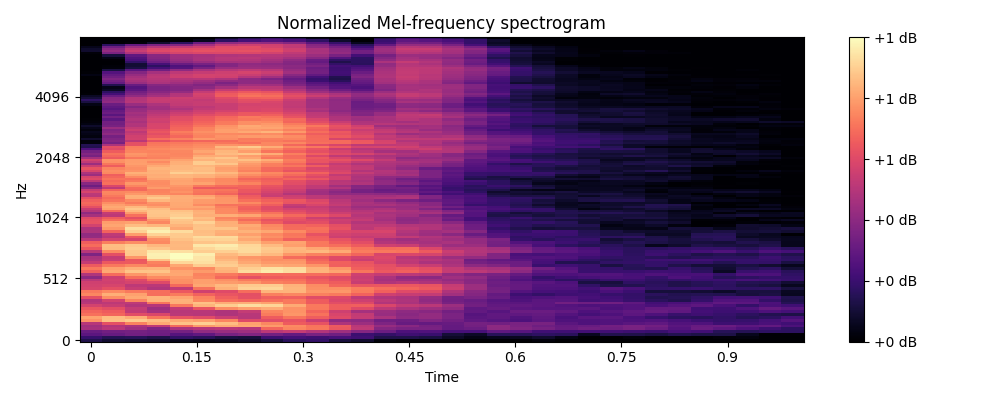 Normalized Mel-frequency spectrogram
Hz
4096
2048
1024
512
0
0 0.15 0.3 0.45 0.6 0.75 0.9
Time
+1 dB
+1 dB
+1 dB
+0 dB
+0 dB
+0 dB